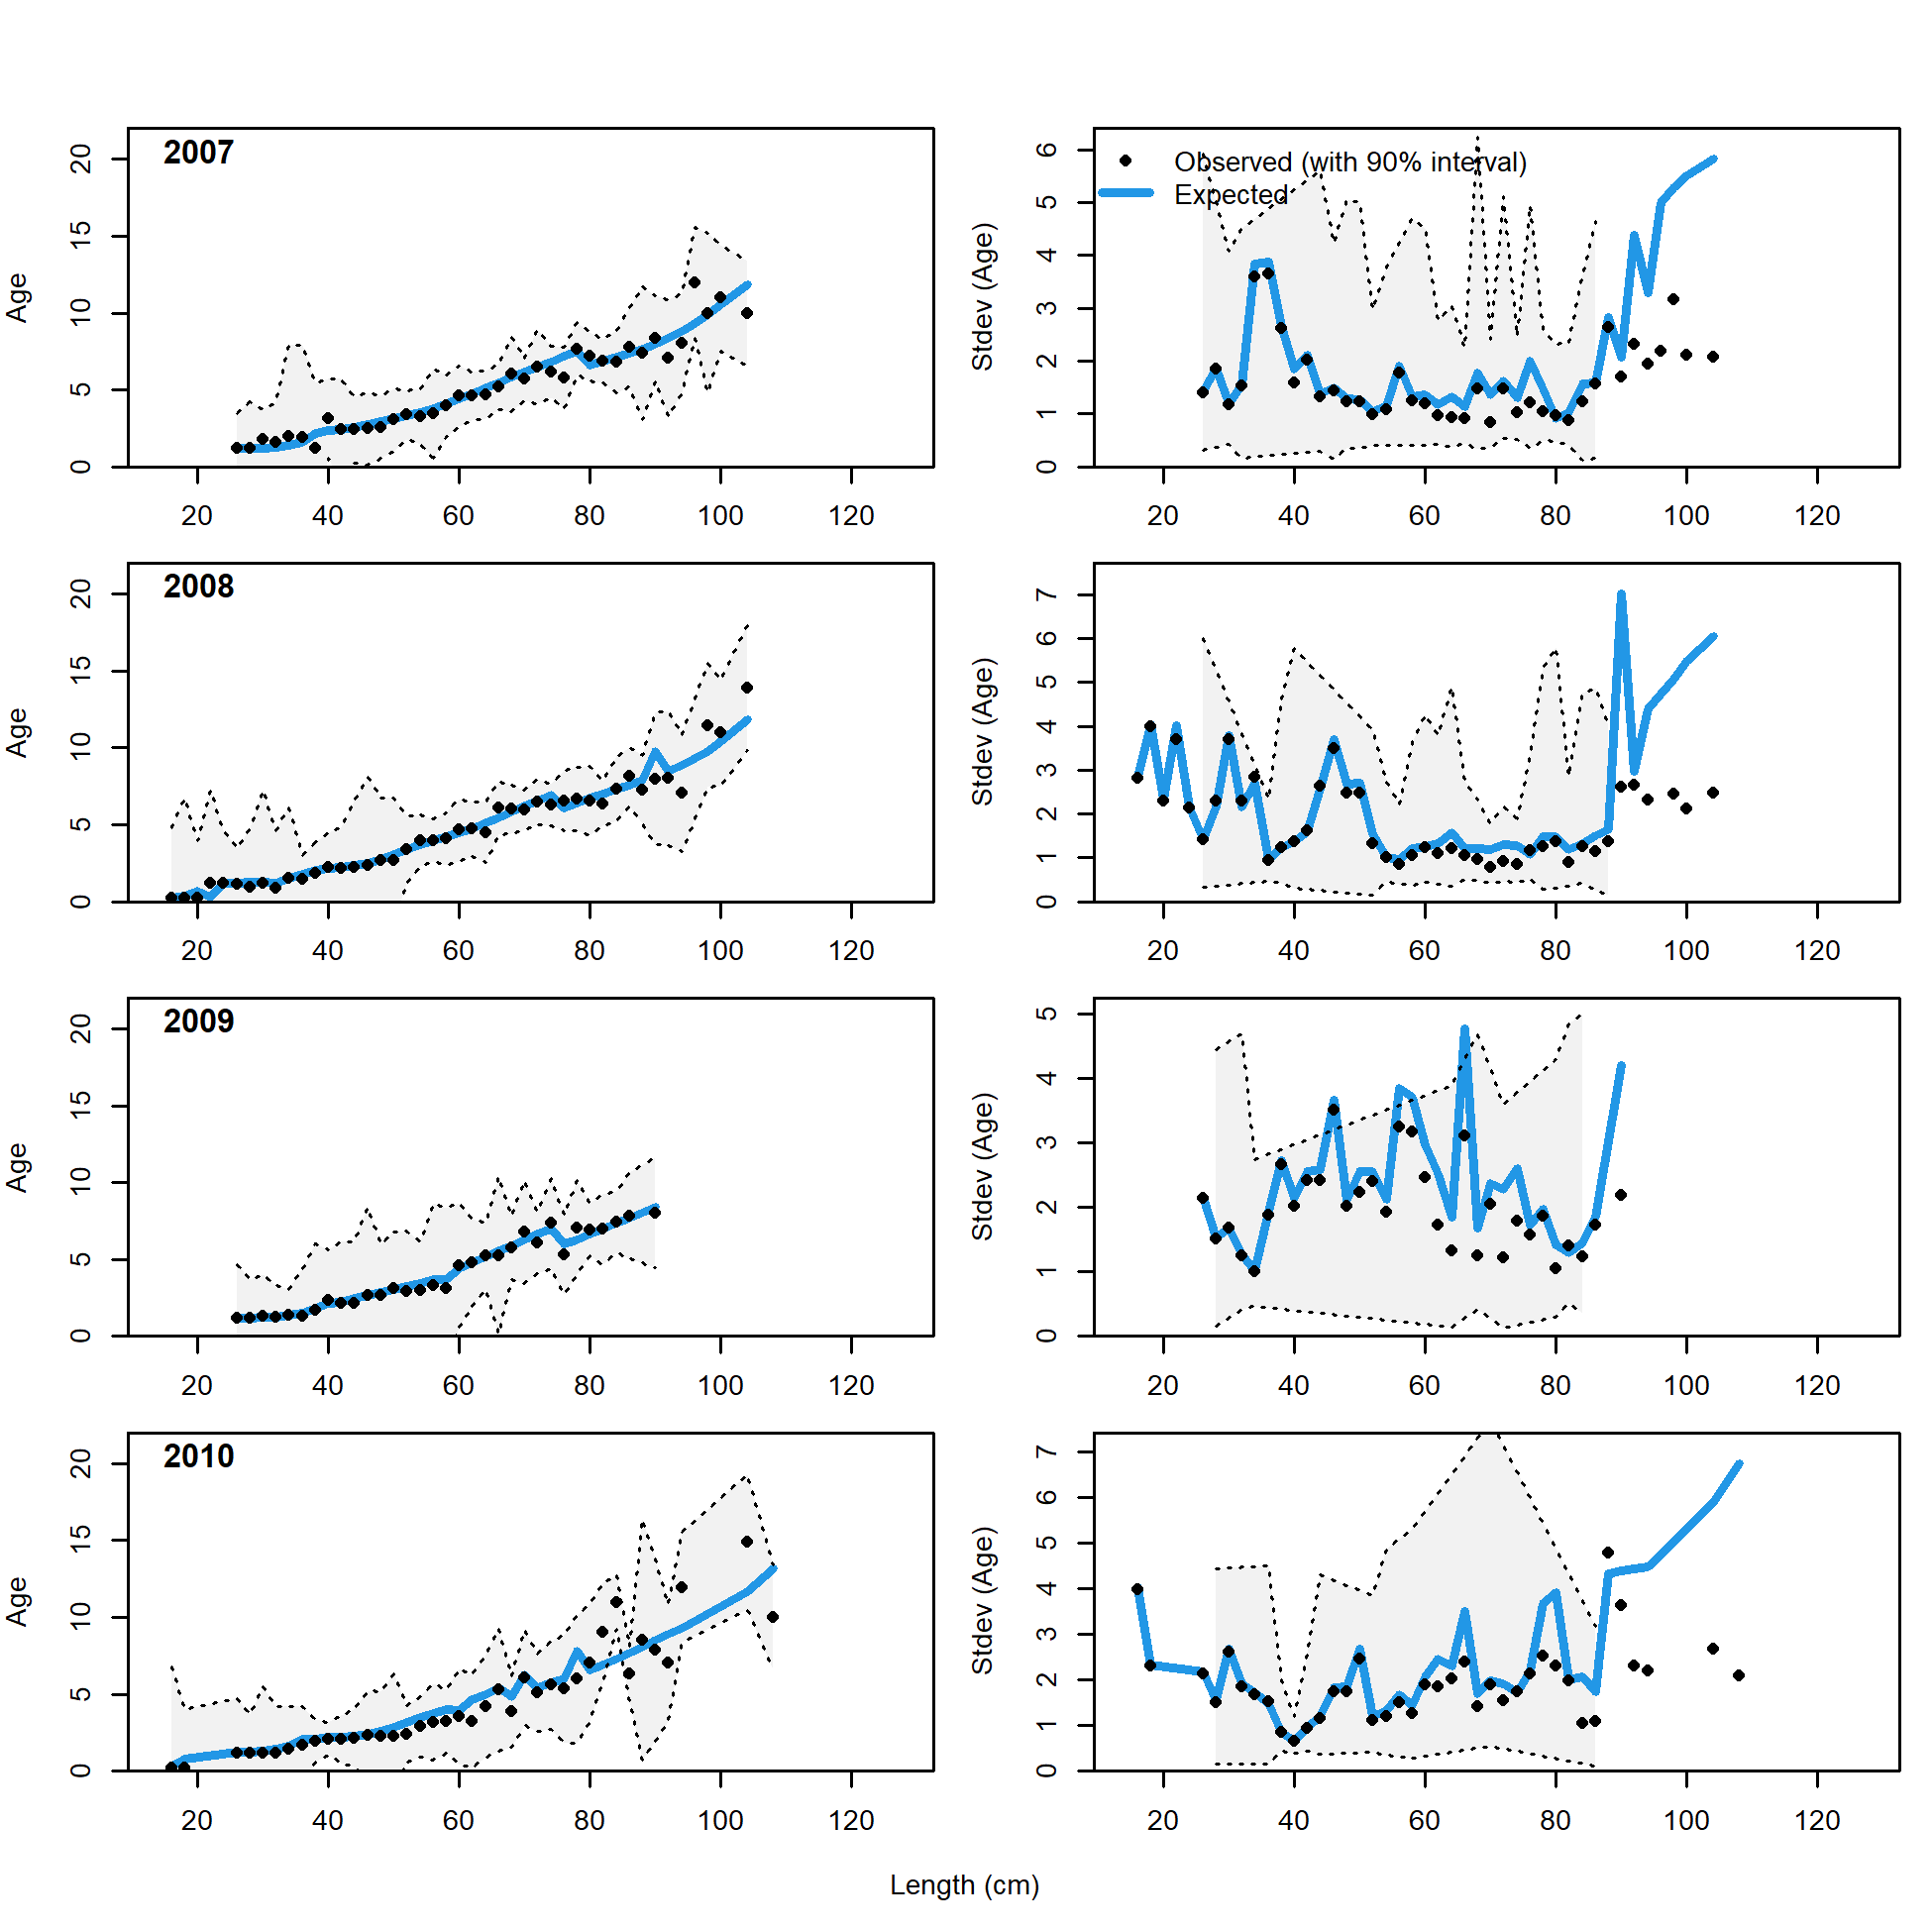 2007
Age
0 5 10 15 20
20 40 60 80 100 120
Observed (with 90% interval)
Expected
Stdev (Age)
0 1 2 3 4 5 6
20 40 60 80 100 120
2008
Age
0 5 10 15 20
20 40 60 80 100 120
Stdev (Age)
0 1 2 3 4 5 6 7
20 40 60 80 100 120
2009
Age
0 5 10 15 20
20 40 60 80 100 120
Stdev (Age)
0 1 2 3 4 5
20 40 60 80 100 120
2010
Age
0 5 10 15 20
20 40 60 80 100 120
Stdev (Age)
0 1 2 3 4 5 6 7
20 40 60 80 100 120
Length (cm)